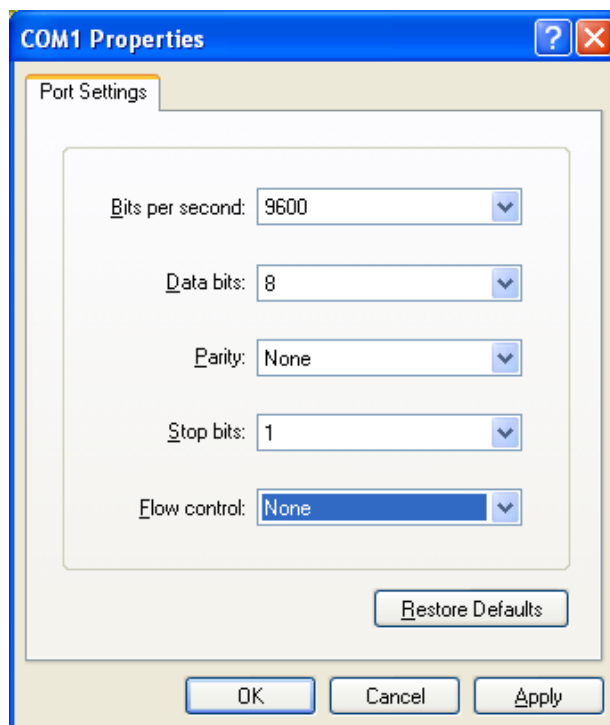 COM1 Properties
Port Settings
Bits per second: 9600
Data bits: 8
Parity: None
Stop bits: 1
Flow control: None
Restore Defaults
OK Cancel Apply